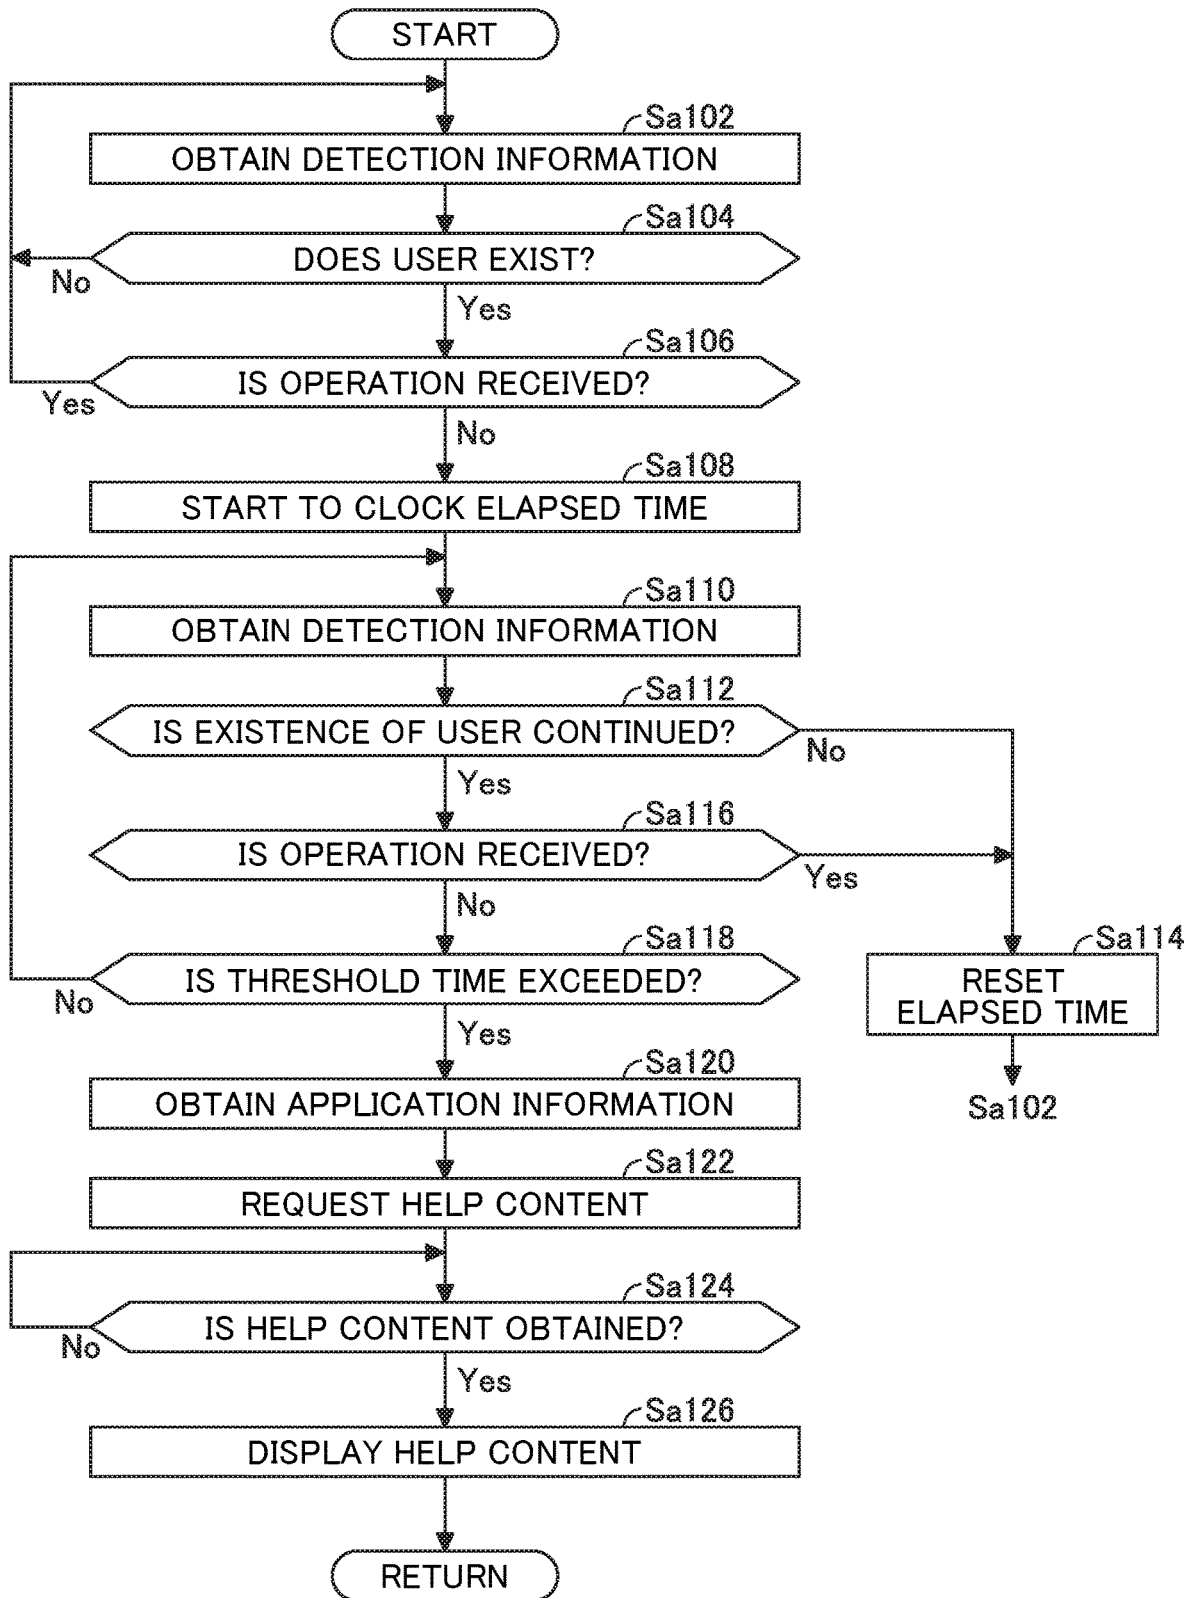 START
Sa102
OBTAIN DETECTION INFORMATION
Sa104
DOES USER EXIST?
No
Yes
Sa106
IS OPERATION RECEIVED?
Yes
No
Sa108
START TO CLOCK ELAPSED TIME
Sa110
OBTAIN DETECTION INFORMATION
Sa112
IS EXISTENCE OF USER CONTINUED?
No
Yes
Sa116
IS OPERATION RECEIVED?
Yes
No
Sa118
IS THRESHOLD TIME EXCEEDED?
No
Yes
Sa114
RESET
ELAPSED TIME
Sa102
Sa120
OBTAIN APPLICATION INFORMATION
Sa122
REQUEST HELP CONTENT
Sa124
IS HELP CONTENT OBTAINED?
No
Yes
Sa126
DISPLAY HELP CONTENT
RETURN